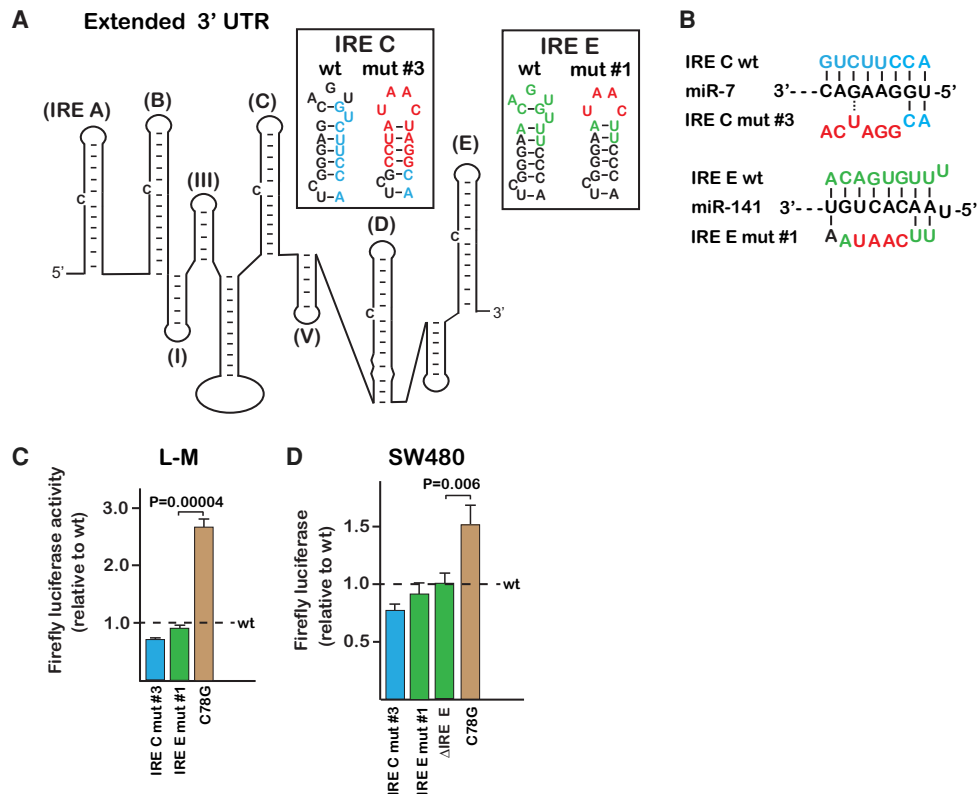 A
Extended 3' UTR
IRE C
wt mut #3
IRE E
wt mut #1
(IRE A)
(B)
(C)
(III)
(E)
(D)
(I)
(V)
C
C
C
C
C
5'
3'
B
IRE C wt GUCUUCCA
miR-7 3'--- CAGAAGGU-5'
IRE C mut #3 ACUAGGCA
IRE E wt ACAGUGUUU
miR-141 3'--- UGUCACAAU-5'
IRE E mut #1 AAUAACUU
C
L-M
P=0.00004
Firefly luciferase activity
(relative to wt)
3.0
2.0
1.0
wt
IRE C mut #3
IRE E mut #1
C78G
D
SW480
P=0.006
Firefly luciferase
(relative to wt)
1.5
1.0
0.5
wt
IRE C mut #3
IRE E mut #1
ΔIRE E
C78G